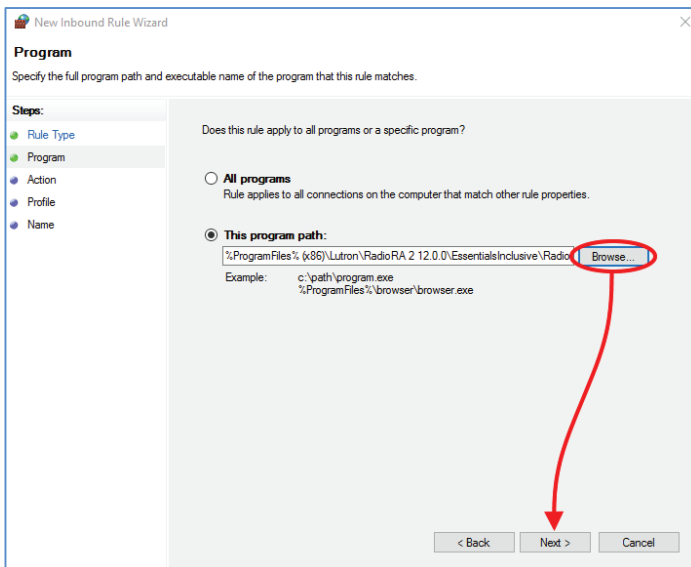 New Inbound Rule Wizard
Program
Specify the full program path and executable name of the program that this rule matches.
Steps:
Rule Type
Program
Action
Profile
Name
Does this rule apply to all programs or a specific program?
All programs
Rule applies to all connections on the computer that match other rule properties.
This program path:
%ProgramFiles% (x86)\Lutron\RadioRA 2 12.0.0\EssentialsInclusive\Radio
Browse...
Example: c:\path\program.exe
%ProgramFiles%\browser\browser.exe
< Back Next > Cancel